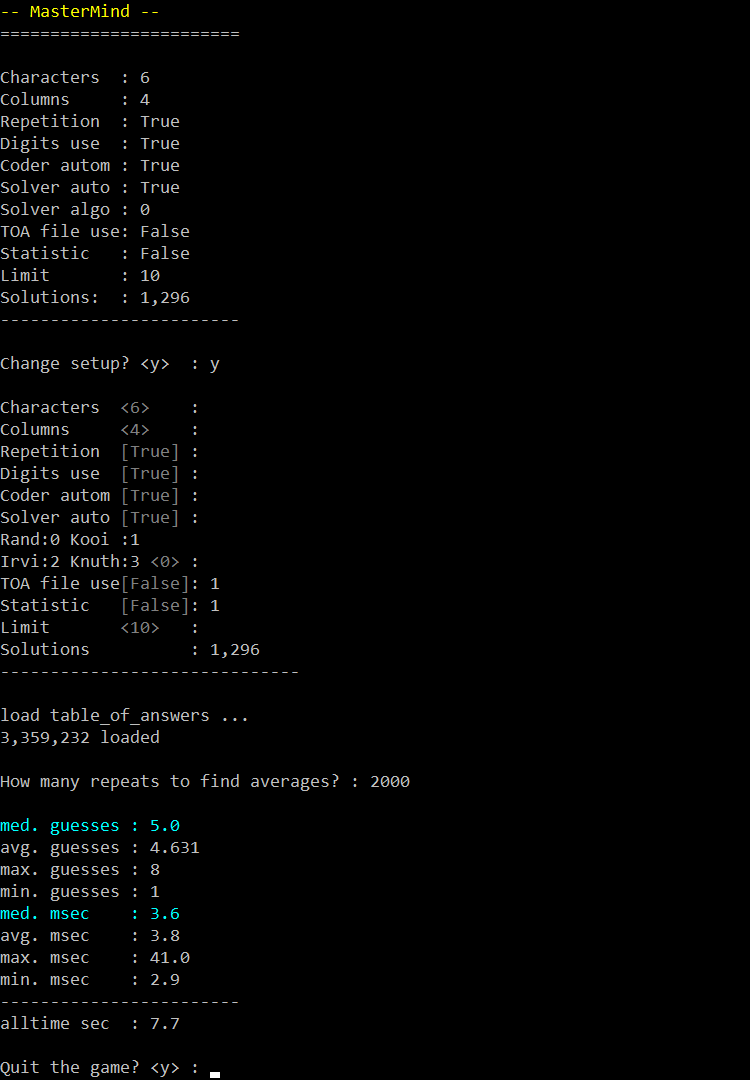 -- MasterMind --
========================
Characters  : 6
Columns     : 4
Repetition  : True
Digits use  : True
Coder autom : True
Solver auto : True
Solver algo : 0
TOA file use: False
Statistic   : False
Limit       : 10
Solutions:  : 1,296
------------------------
Change setup? <y>  : y
Characters  <6>    :
Columns     <4>    :
Repetition  [True] :
Digits use  [True] :
Coder autom [True] :
Solver auto [True] :
Rand:0 Kooi :1
Irvi:2 Knuth:3 <0> :
TOA file use[False]: 1
Statistic   [False]: 1
Limit       <10>   :
Solutions          : 1,296
------------------------------
load table_of_answers ...
3,359,232 loaded
How many repeats to find averages? : 2000
med. guesses : 5.0
avg. guesses : 4.631
max. guesses : 8
min. guesses : 1
med. msec    : 3.6
avg. msec    : 3.8
max. msec    : 41.0
min. msec    : 2.9
------------------------
alltime sec  : 7.7
Quit the game? <y> : _